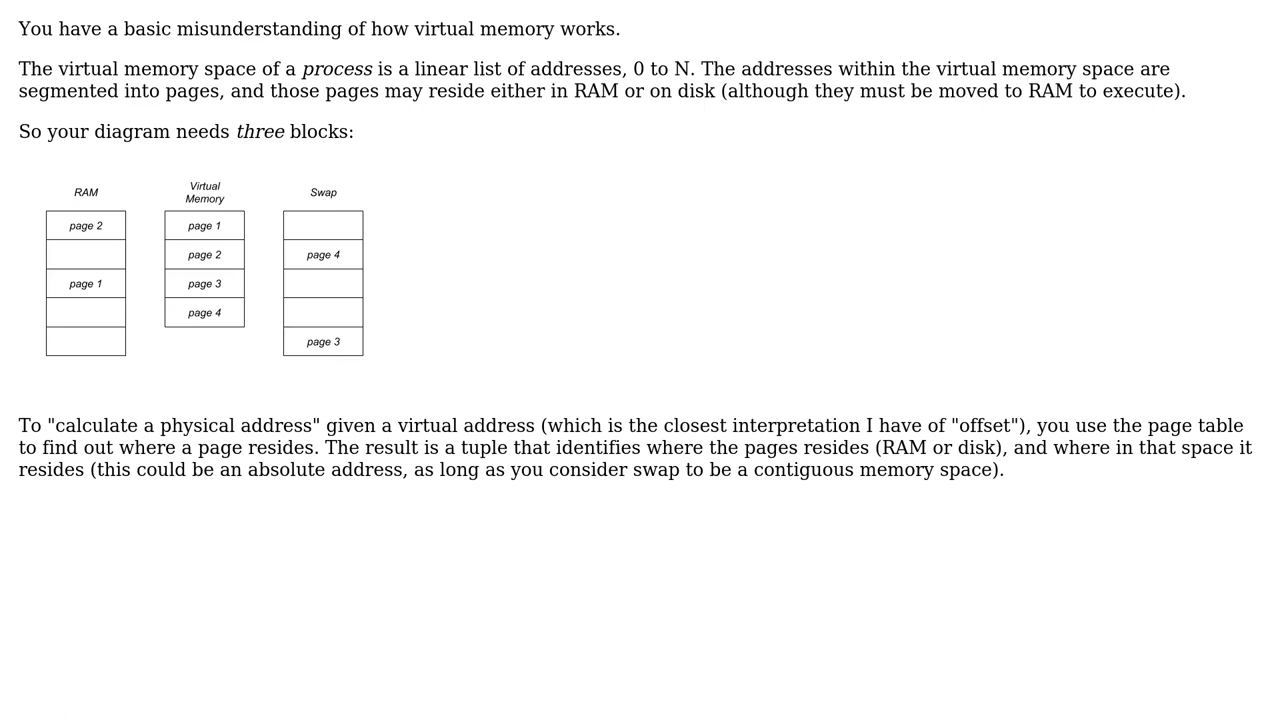 You have a basic misunderstanding of how virtual memory works.
The virtual memory space of a process is a linear list of addresses, 0 to N. The addresses within the virtual memory space are
segmented into pages, and those pages may reside either in RAM or on disk (although they must be moved to RAM to execute).
So your diagram needs three blocks:
RAM
page 2
page 1
Virtual
Memory
page 1
page 2
page 3
page 4
Swap
page 4
page 3
To "calculate a physical address" given a virtual address (which is the closest interpretation I have of "offset"), you use the page table
to find out where a page resides. The result is a tuple that identifies where the pages resides (RAM or disk), and where in that space it
resides (this could be an absolute address, as long as you consider swap to be a contiguous memory space).